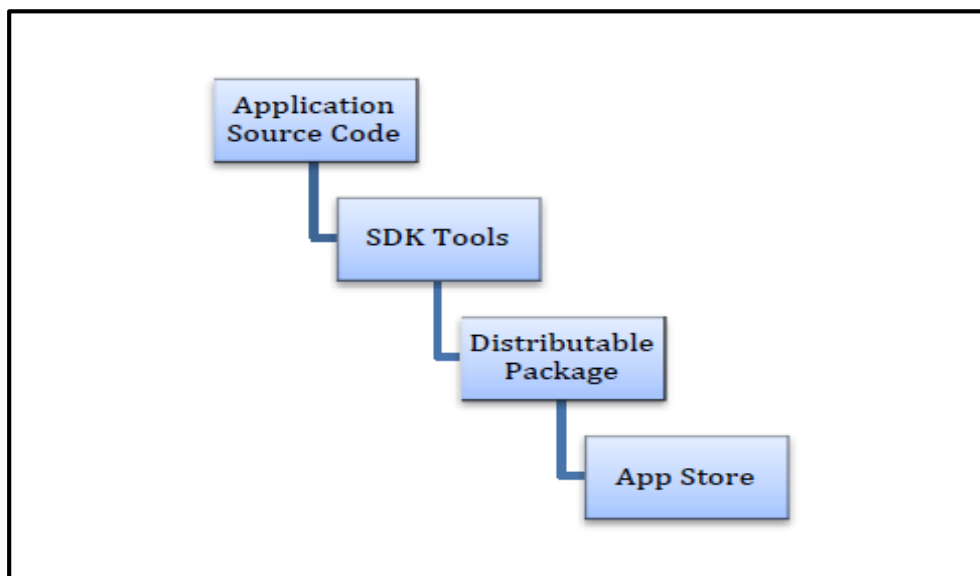 Application
Source Code
SDK Tools
Distributable
Package
App Store